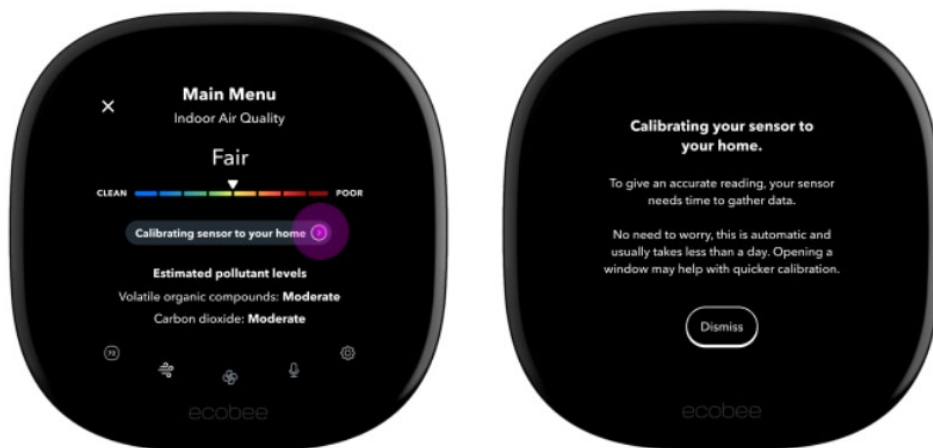 Main Menu
Indoor Air Quality
Fair
CLEAN
POOR
Calibrating sensor to your home
Estimated pollutant levels
Volatile organic compounds: Moderate
Carbon dioxide: Moderate
73
ecobee
Calibrating your sensor to
your home.
To give an accurate reading, your sensor
needs time to gather data.
No need to worry, this is automatic and
usually takes less than a day. Opening a
window may help with quicker calibration.
Dismiss
ecobee